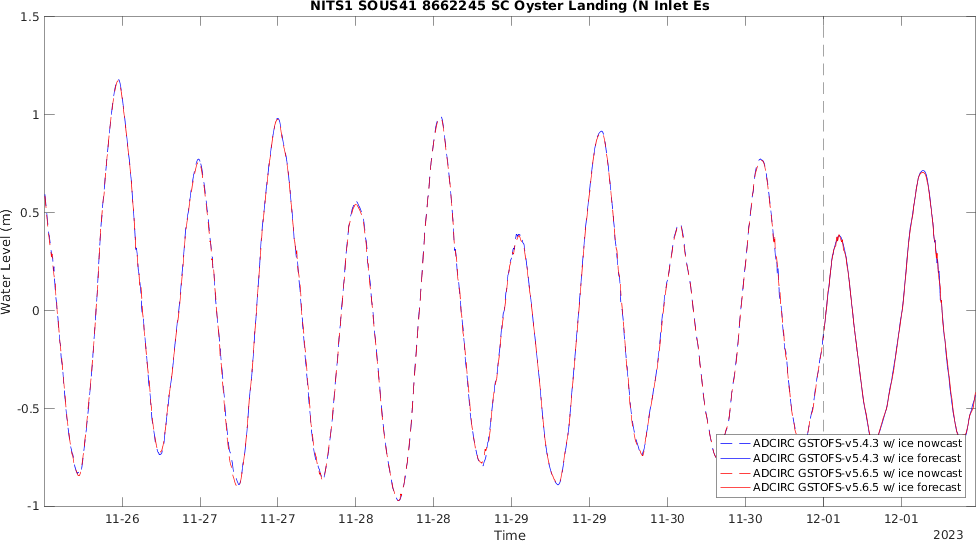 NITS1 SOUS41 8662245 SC Oyster Landing (N Inlet Es
Water Level (m)
1.5
1
0.5
0
-0.5
-1
ADCIRC GSTOFS-v5.4.3 w/ ice nowcast
ADCIRC GSTOFS-v5.4.3 w/ ice forecast
ADCIRC GSTOFS-v5.6.5 w/ ice nowcast
ADCIRC GSTOFS-v5.6.5 w/ ice forecast
11-26 11-27 11-27 11-28 11-28 11-29 11-29 11-30 11-30 12-01 12-01
Time
2023